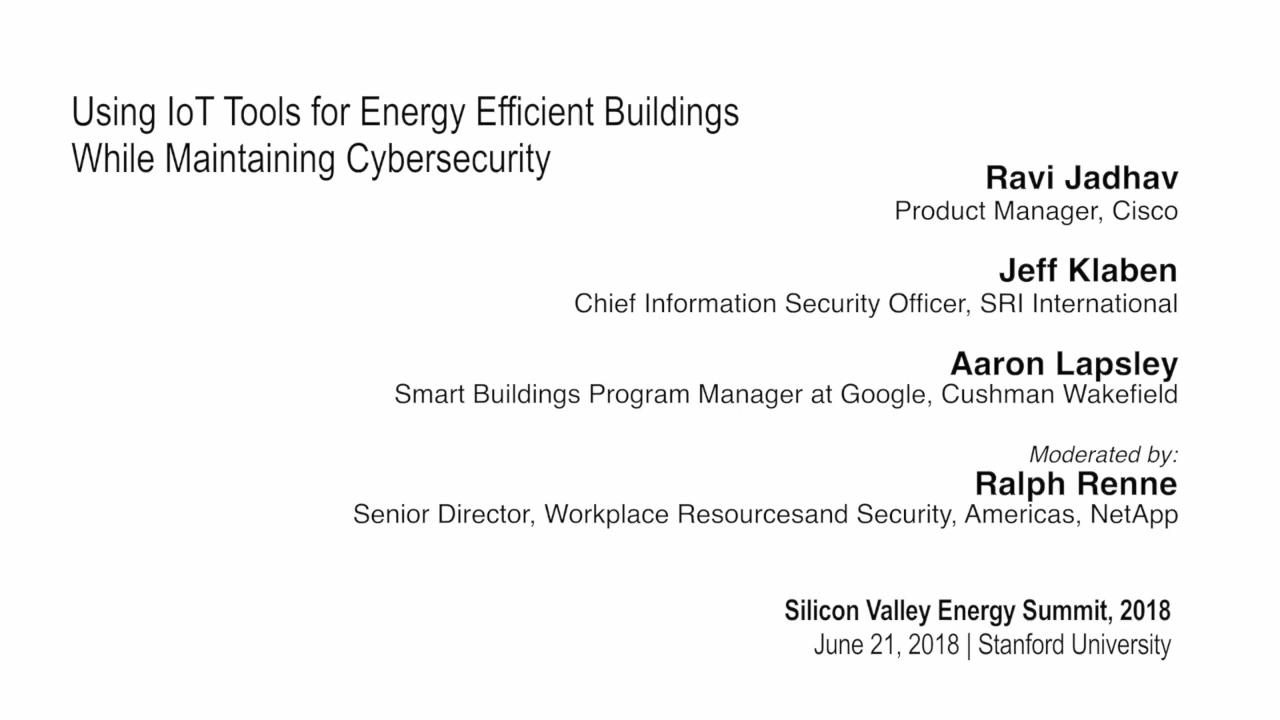 Using IoT Tools for Energy Efficient Buildings
While Maintaining Cybersecurity
Ravi Jadhav
Product Manager, Cisco
Jeff Klaben
Chief Information Security Officer, SRI International
Aaron Lapsley
Smart Buildings Program Manager at Google, Cushman Wakefield
Moderated by:
Ralph Renne
Senior Director, Workplace Resourcesand Security, Americas, NetApp
Silicon Valley Energy Summit, 2018
June 21, 2018 | Stanford University